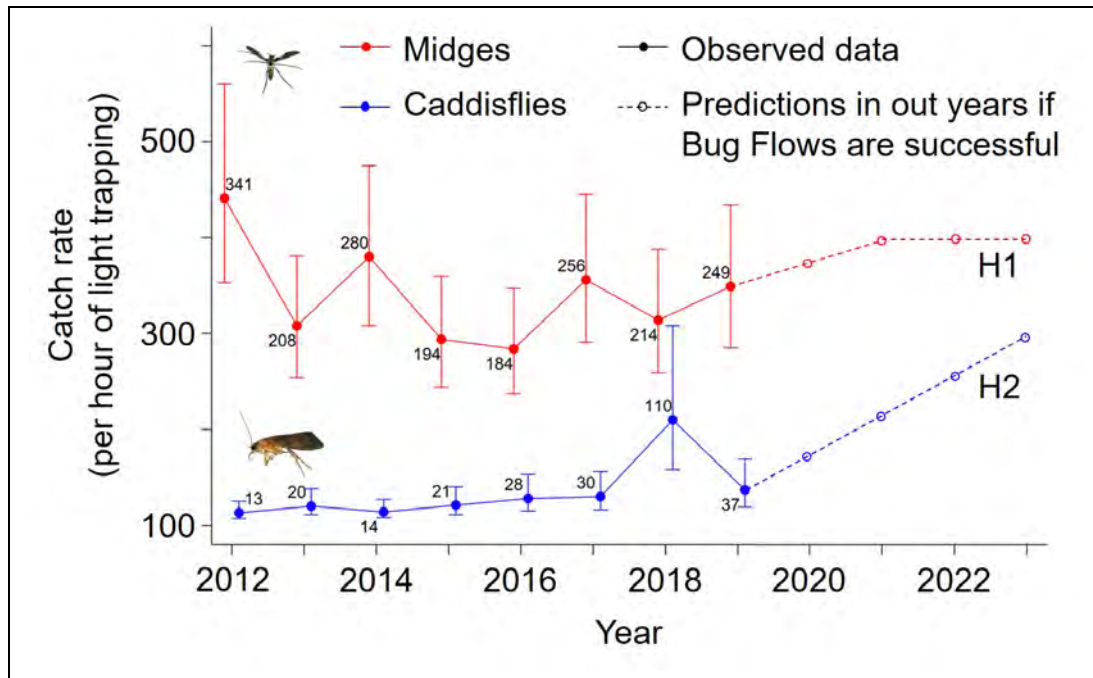 Midges
Caddisflies
Observed data
Predictions in out years if
Bug Flows are successful
Catch rate
(per hour of light trapping)
500
300
100
341
208
280
194
184
256
214
249
H1
13
20
14
21
28
30
110
37
H2
2012
2014
2016
2018
2020
2022
Year